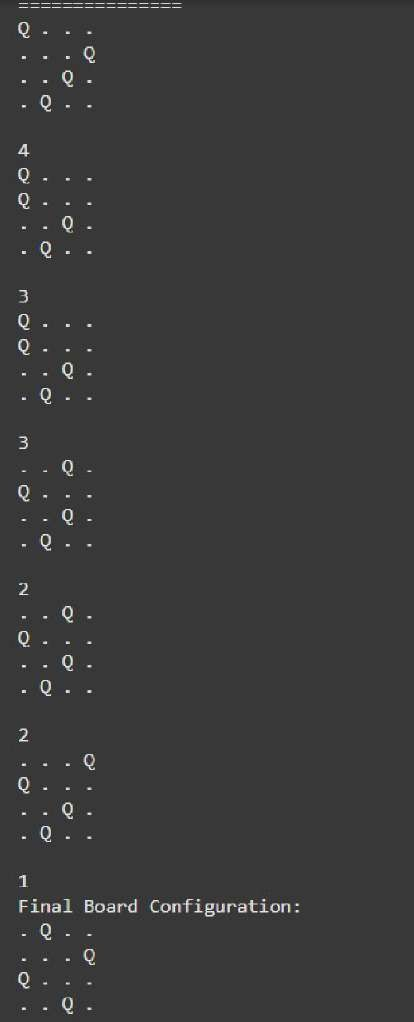 ===============
Q . . .
. . . Q
. . Q .
. Q . .
4
Q . . .
Q . . .
. . Q .
. Q . .
3
Q . . .
Q . . .
. . Q .
. Q . .
3
. . Q .
Q . . .
. . Q .
. Q . .
2
. . Q .
Q . . .
. . Q .
. Q . .
2
. . . Q
Q . . .
. . Q .
. Q . .
1
Final Board Configuration:
. Q . .
. . . Q
Q . . .
. . Q .